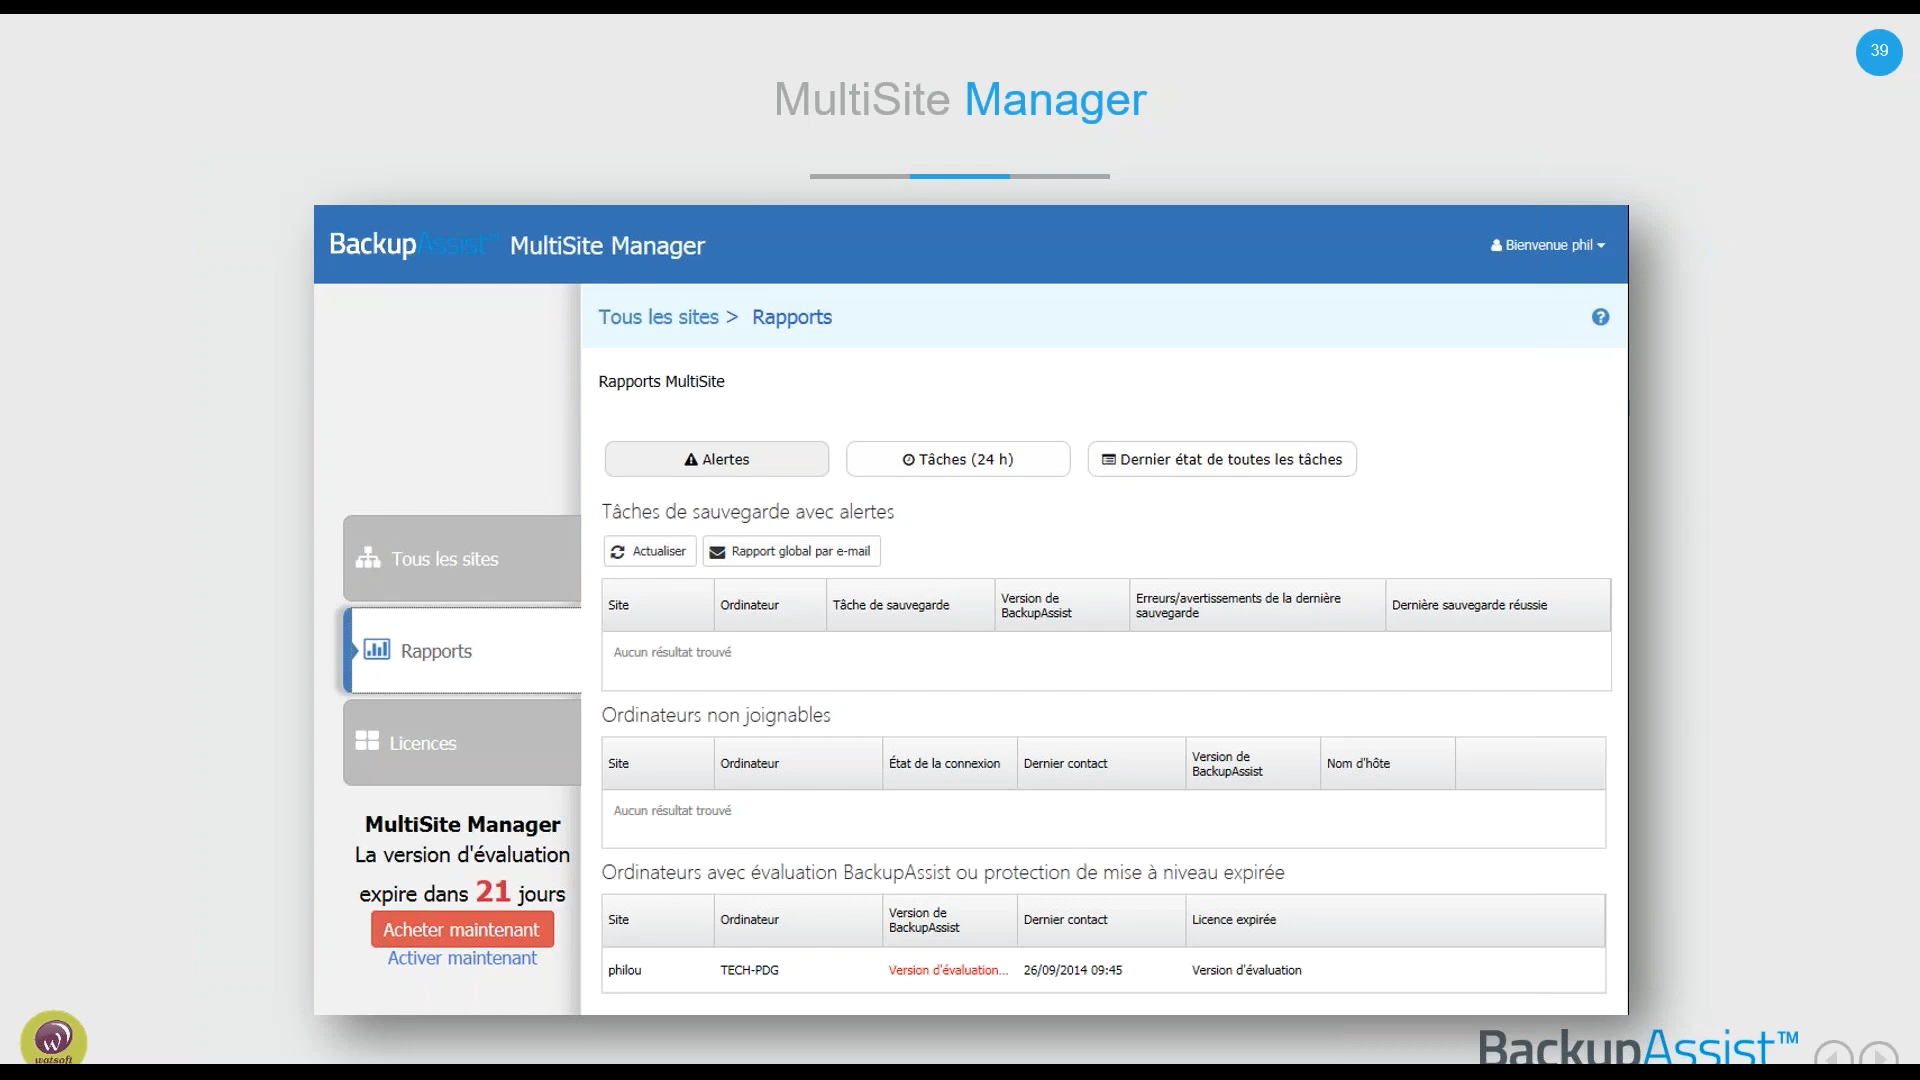 39
MultiSite Manager
BackupAssist™ MultiSite Manager
Bienvenue phil
Tous les sites > Rapports
Rapports MultiSite
Alertes
Tâches (24 h)
Dernier état de toutes les tâches
Tâches de sauvegarde avec alertes
Actualiser
Rapport global par e-mail
Site
Ordinateur
Tâche de sauvegarde
Version de
BackupAssist
Erreurs/avertissements de la dernière
sauvegarde
Dernière sauvegarde réussie
Aucun résultat trouvé
Tous les sites
Rapports
Licences
Ordinateurs non joignables
Site
Ordinateur
État de la connexion
Dernier contact
Version de
BackupAssist
Nom d'hôte
Aucun résultat trouvé
MultiSite Manager
La version d'évaluation
expire dans 21 jours
Acheter maintenant
Activer maintenant
Ordinateurs avec évaluation BackupAssist ou protection de mise à niveau expirée
Site
Ordinateur
Version de
BackupAssist
Dernier contact
Licence expirée
philou
TECH-PDG
Version d'évaluation...
26/09/2014 09:45
Version d'évaluation
watsoft
BackupAssist™